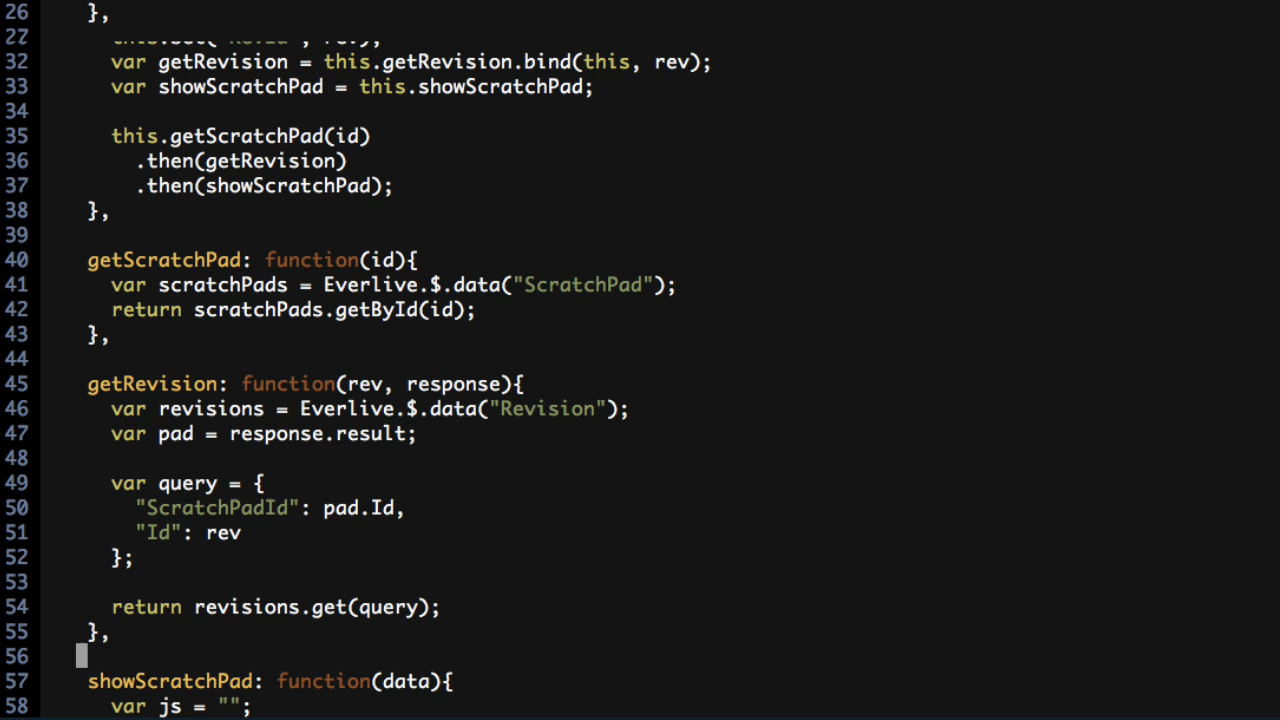 26 },
27
32 var getRevision = this.getRevision.bind(this, rev);
33 var showScratchPad = this.showScratchPad;
34
35 this.getScratchPad(id)
36 .then(getRevision)
37 .then(showScratchPad);
38 },
39
40 getScratchPad: function(id){
41 var scratchPads = Everlive.$.data("ScratchPad");
42 return scratchPads.getById(id);
43 },
44
45 getRevision: function(rev, response){
46 var revisions = Everlive.$.data("Revision");
47 var pad = response.result;
48
49 var query = {
50 "ScratchPadId": pad.Id,
51 "Id": rev
52 };
53
54 return revisions.get(query);
55 },
56
57 showScratchPad: function(data){
58 var js = "";